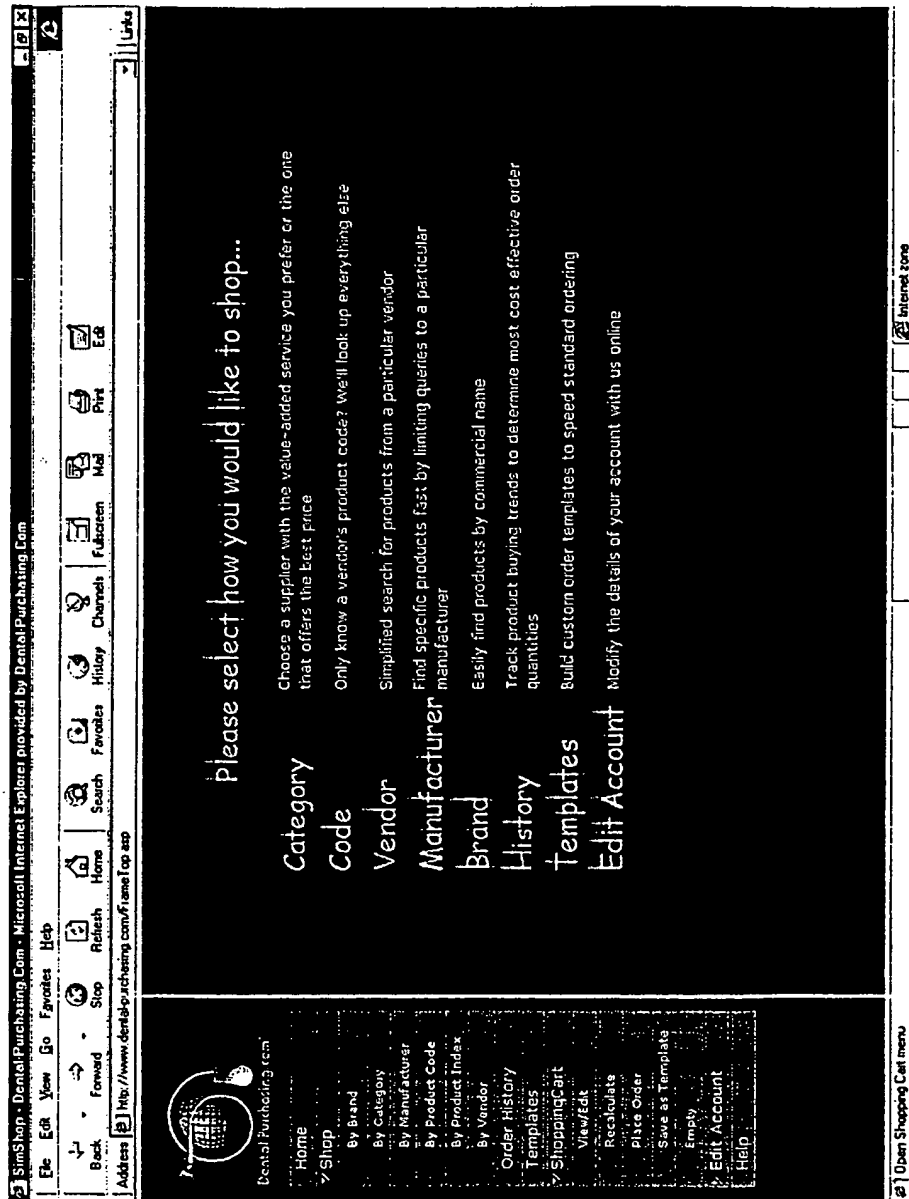 SimShop - Dental-Purchasing.Com - Microsoft Internet Explorer provided by Dental-Purchasing.Com
File Edit View Go Favorites Help
Back Forward Stop Refresh Home Search Favorites History Channels Fullscreen Mail Print Edit
Address http://www.dental-purchasing.com/FrameTop.asp Links
Dental Purchasing.com
Home
Shop
By Brand
By Category
By Manufacturer
By Product Code
By Product Index
By Vendor
Order History
Templates
ShoppingCart
View/Edit
Recalculate
Place Order
Save as Template
Empty
Edit Account
Help
Please select how you would like to shop...
Category Choose a supplier with the value-added service you prefer or the one
that offers the best price
Code Only know a vendor's product code? We'll look up everything else
Vendor Simplified search for products from a particular vendor
Manufacturer Find specific products fast by limiting queries to a particular
manufacturer
Brand Easily find products by commercial name
History Track product buying trends to determine most cost effective order
quantities
Templates Build custom order templates to speed standard ordering
Edit Account Modify the details of your account with us online
Open Shopping Cart menu Internet zone